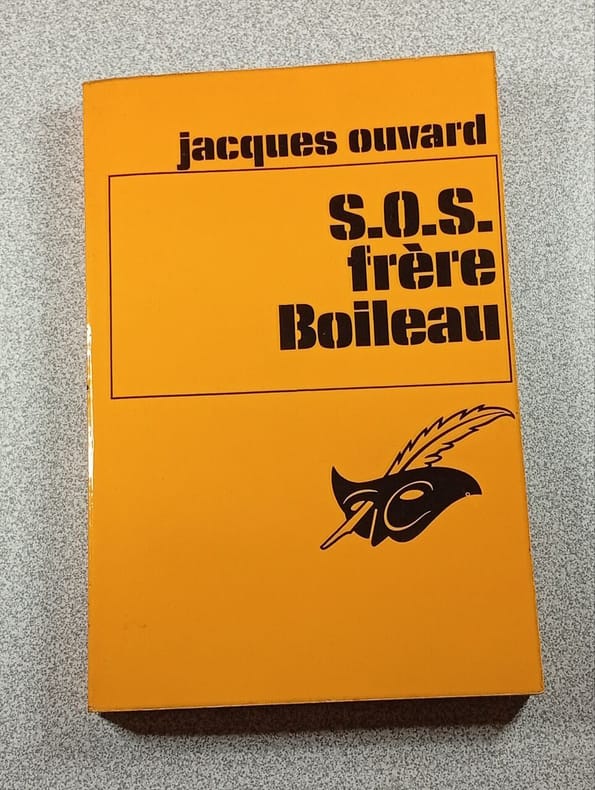 jacques ouvard
S.O.S.
frère
Boileau